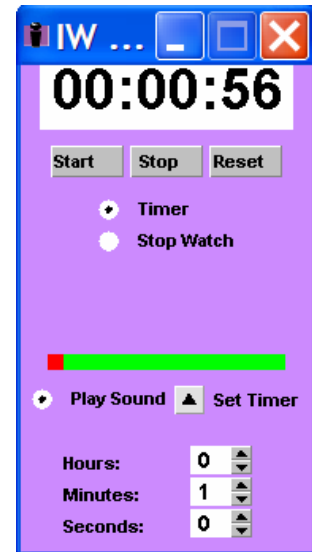 IW ...
00:00:56
Start Stop Reset
Timer
Stop Watch
Play Sound Set Timer
Hours: 0
Minutes: 1
Seconds: 0